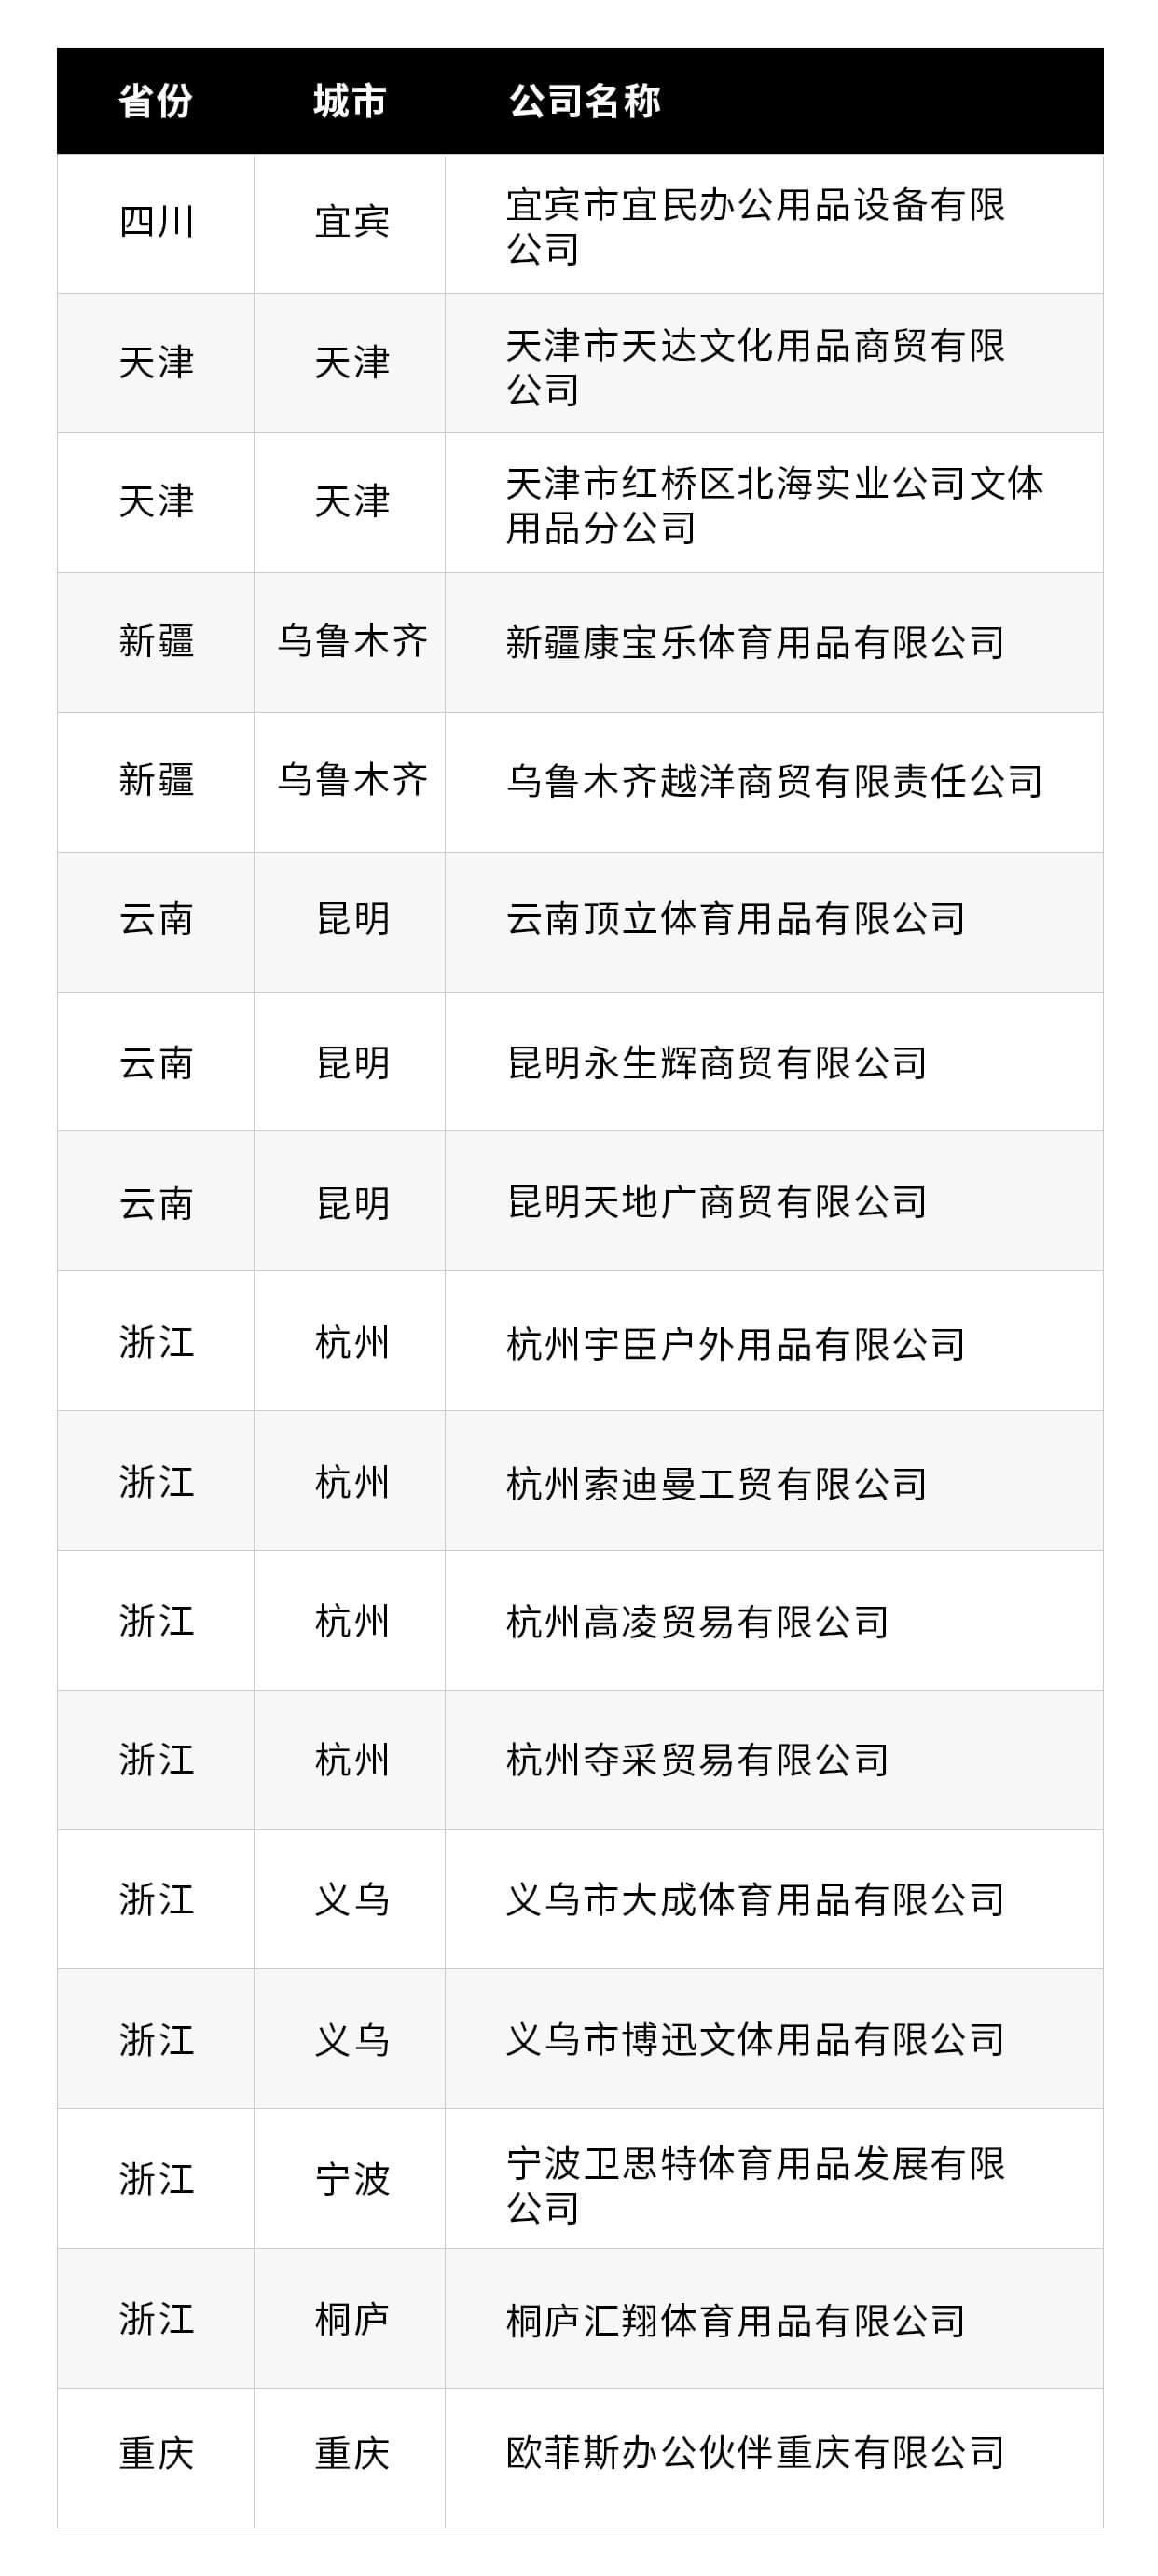 省份 城市 公司名称
四川 宜宾 宜宾市宜民办公用品设备有限
公司
天津 天津 天津市天达文化用品商贸有限
公司
天津 天津 天津市红桥区北海实业公司文体
用品分公司
新疆 乌鲁木齐 新疆康宝乐体育用品有限公司
新疆 乌鲁木齐 乌鲁木齐越洋商贸有限责任公司
云南 昆明 云南顶立体育用品有限公司
云南 昆明 昆明永生辉商贸有限公司
云南 昆明 昆明天地广商贸有限公司
浙江 杭州 杭州宇臣户外用品有限公司
浙江 杭州 杭州索迪曼工贸有限公司
浙江 杭州 杭州高凌贸易有限公司
浙江 杭州 杭州夺采贸易有限公司
浙江 义乌 义乌市大成体育用品有限公司
浙江 义乌 义乌市博迅文体用品有限公司
浙江 宁波 宁波卫思特体育用品发展有限
公司
浙江 桐庐 桐庐汇翔体育用品有限公司
重庆 重庆 欧菲斯办公伙伴重庆有限公司